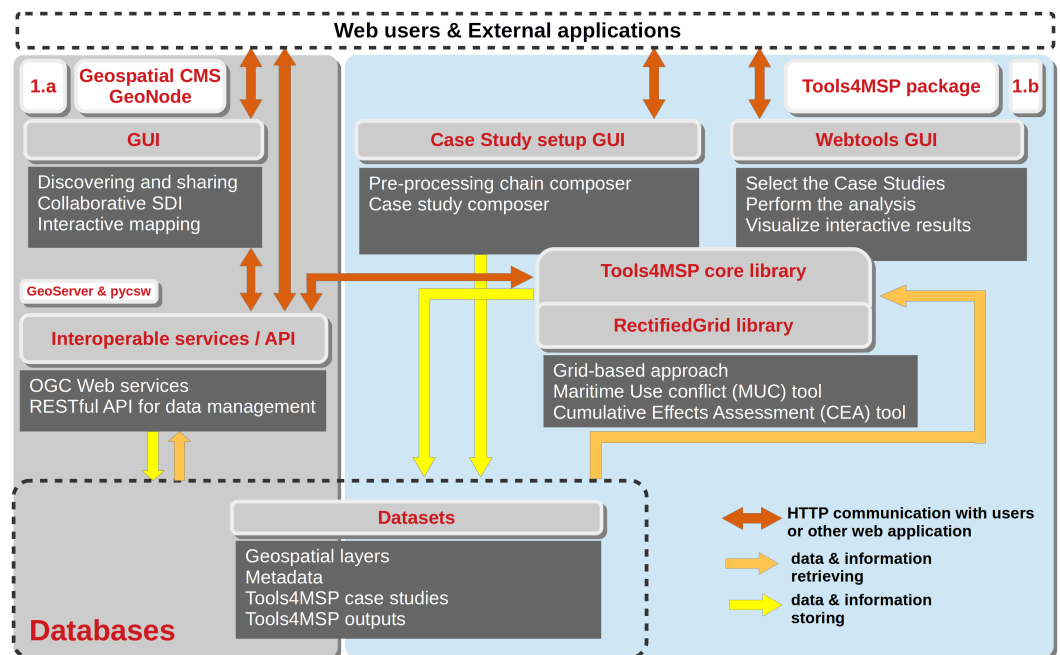 Web users & External applications
1.a
Geospatial CMS
GeoNode
Tools4MSP package
1.b
GUI
Discovering and sharing
Collaborative SDI
Interactive mapping
Case Study setup GUI
Pre-processing chain composer
Case study composer
Webtools GUI
Select the Case Studies
Perform the analysis
Visualize interactive results
GeoServer & pycsw
Interoperable services / API
OGC Web services
RESTful API for data management
Tools4MSP core library
RectifiedGrid library
Grid-based approach
Maritime Use conflict (MUC) tool
Cumulative Effects Assessment (CEA) tool
Datasets
Geospatial layers
Metadata
Tools4MSP case studies
Tools4MSP outputs
Databases
HTTP communication with users
or other web application
data & information
retrieving
data & information
storing